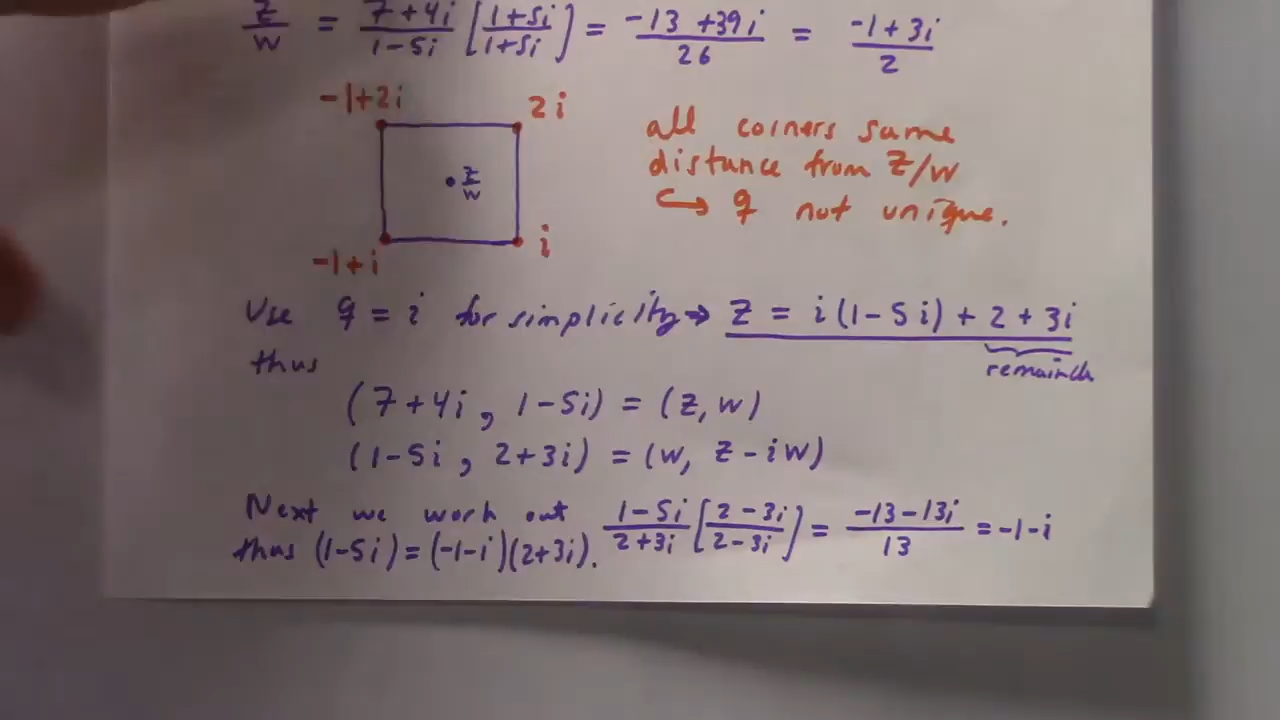 z/w = 7+4i/1-5i [1+5i/1+5i] = -13+39i/26 = -1+3i/2
-1+2i 2i
z/w
-1+i i
all corners same
distance from z/w
↪ q not unique.
Use q = i for simplicity → z = i(1-5i) + 2+3i
thus
(7+4i, 1-5i) = (z, w)
(1-5i, 2+3i) = (w, z-iw)
Next we work out 1-5i/2+3i [2-3i/2-3i] = -13-13i/13 = -1-i
thus (1-5i) = (-1-i)(2+3i).